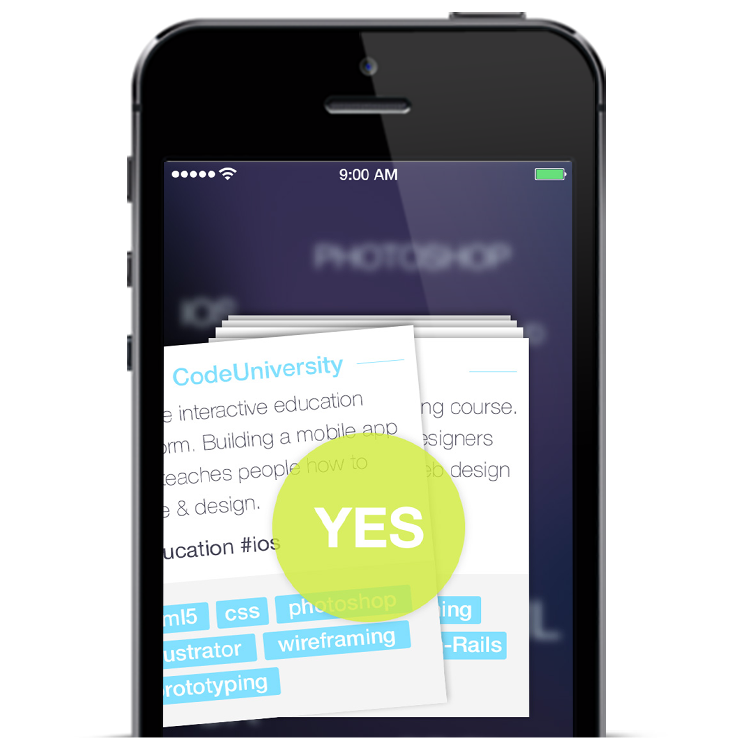 9:00 AM
PHOTOSHOP
IOS
CodeUniversity
e interactive education
orm. Building a mobile app
teaches people how to
e & design.
ucation #ios
ng course.
esigners
eb design
YES
ml5 css photoshop
ustrator wireframing
prototyping
ing
-Rails